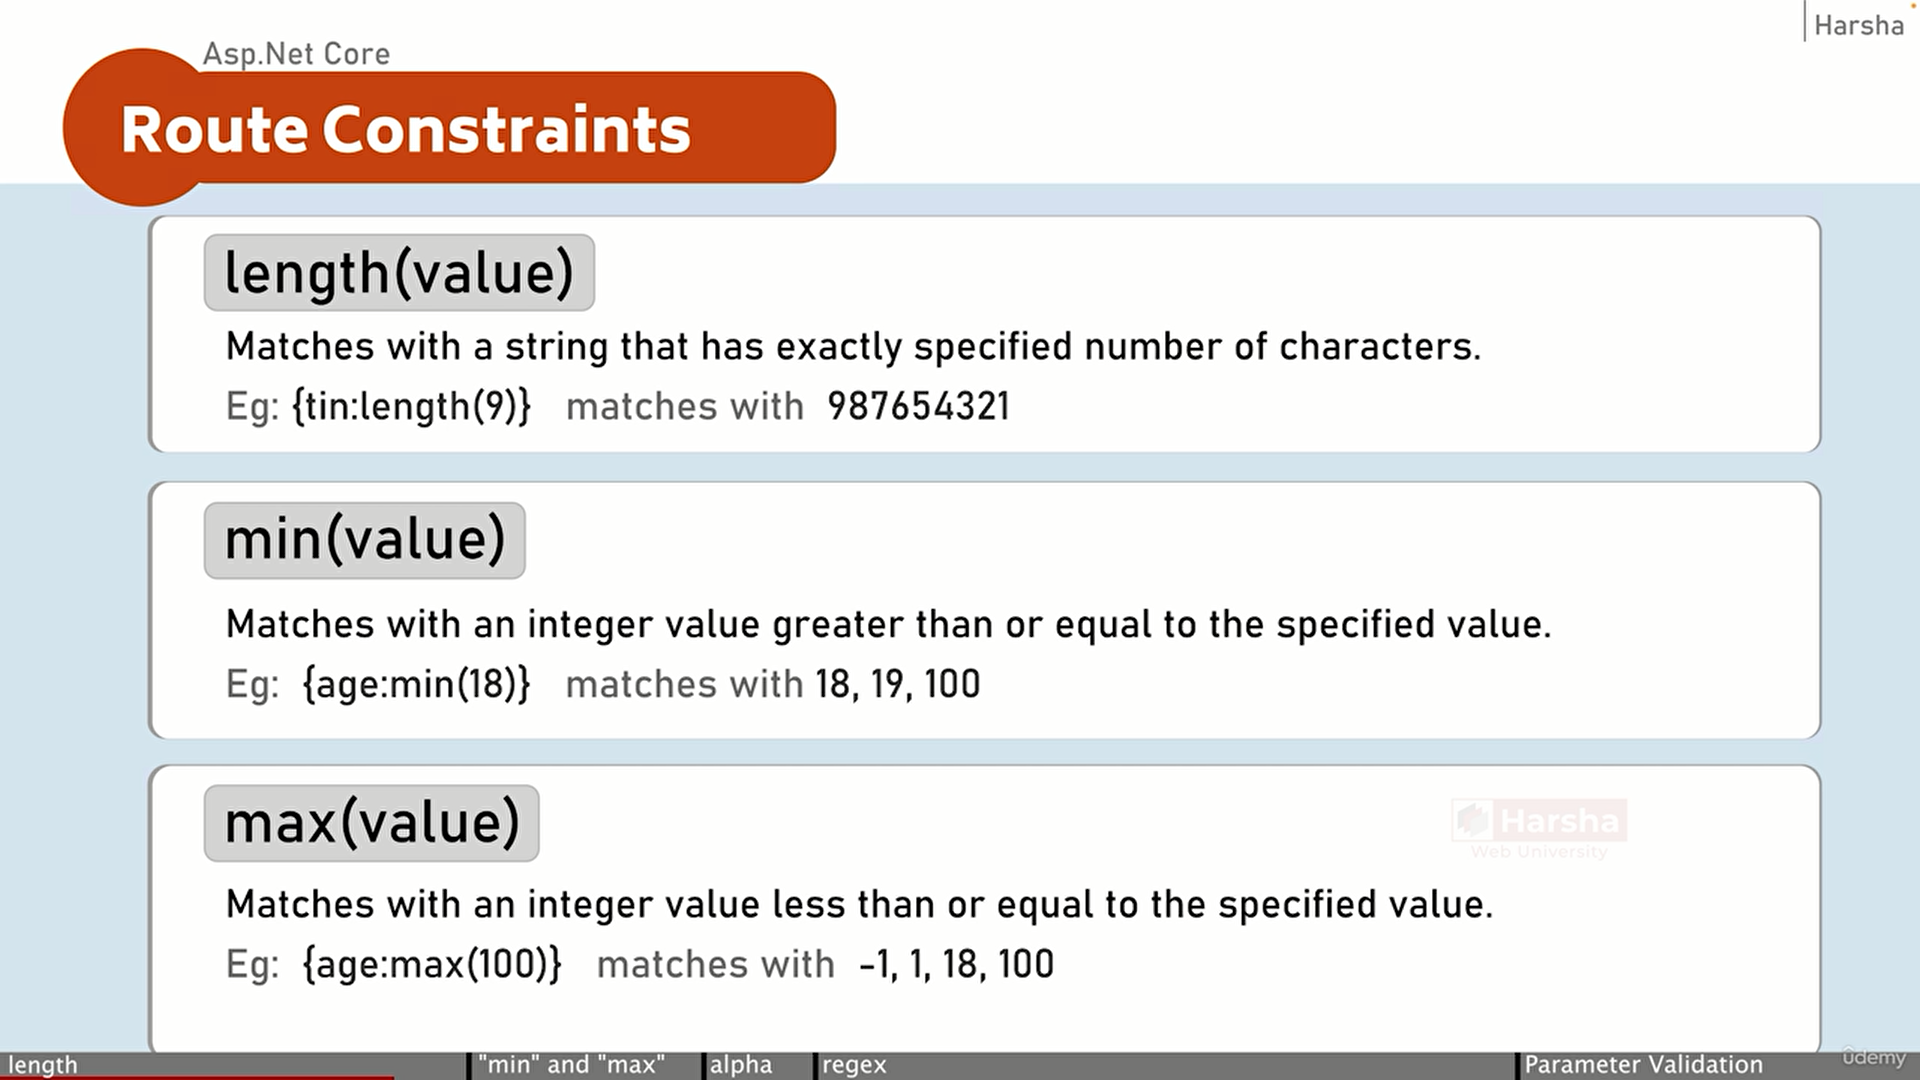 Harsha
Asp.Net Core
Route Constraints
length(value)
Matches with a string that has exactly specified number of characters.
Eg: {tin:length(9)} matches with 987654321
min(value)
Matches with an integer value greater than or equal to the specified value.
Eg: {age:min(18)} matches with 18, 19, 100
max(value)
Harsha
Web University
Matches with an integer value less than or equal to the specified value.
Eg: {age:max(100)} matches with -1, 1, 18, 100
length "min" and "max" alpha regex Parameter Validation ûdemy